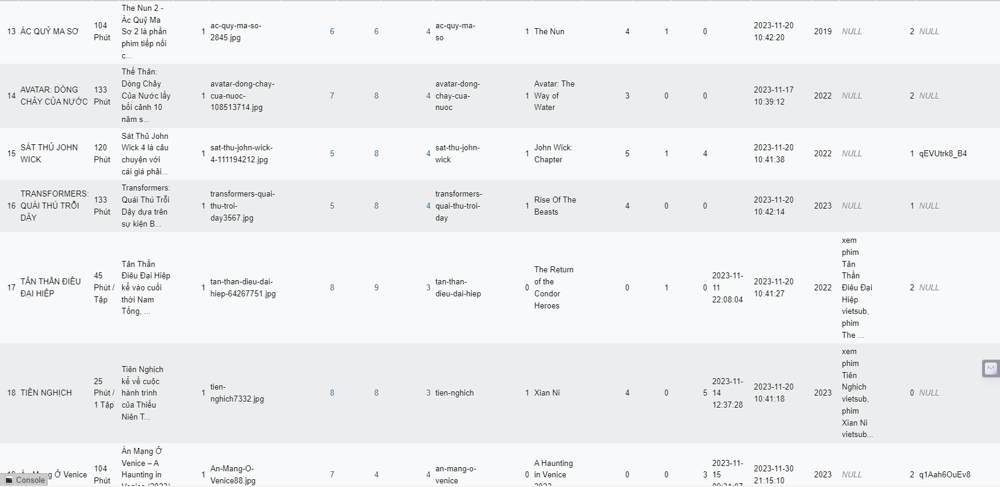 13 ÁC QUỶ MA SƠ 104 Phút The Nun 2 - Ác Quỷ Ma Sơ 2 là phần phim tiếp nối c... 1 ac-quy-ma-so-2845.jpg 6 6 4 ac-quy-ma-so 1 The Nun 4 1 0 2023-11-20 10:42:20 2019 NULL 2 NULL
14 AVATAR: DÒNG CHẢY CỦA NƯỚC 133 Phút Thế Thân: Dòng Chảy Của Nước lấy bối cảnh 10 năm s... 1 avatar-dong-chay-cua-nuoc-108513714.jpg 7 8 4 avatar-dong-chay-cua-nuoc 1 Avatar: The Way of Water 3 0 0 2023-11-17 10:39:12 2022 NULL 2 NULL
15 SÁT THỦ JOHN WICK 120 Phút Sát Thủ John Wick 4 là câu chuyện với cái giá phải... 1 sat-thu-john-wick-4-111194212.jpg 5 8 4 sat-thu-john-wick 1 John Wick: Chapter 5 1 4 2023-11-20 10:41:38 2022 NULL 1 qEVUtrk8_B4
16 TRANSFORMERS: QUÁI THÚ TRỖI DẬY 133 Phút Transformers: Quái Thú Trỗi Dậy dựa trên sự kiện B... 1 transformers-quai-thu-troi-day3567.jpg 5 8 4 transformers-quai-thu-troi-day 1 Rise Of The Beasts 4 0 0 2023-11-20 10:42:14 2023 NULL 1 NULL
17 TÂN THẦN ĐIÊU ĐẠI HIỆP 45 Phút / Tập Tân Thần Điêu Đại Hiệp kể vào cuối thời Nam Tống, ... 1 tan-than-dieu-dai-hiep-64267751.jpg 8 9 3 tan-than-dieu-dai-hiep 0 The Return of the Condor Heroes 0 1 0 2023-11-11 22:08:04 2023-11-20 10:41:27 2022 xem phim Tân Thần Điêu Đại Hiệp vietsub, phim The ... 2 NULL
18 TIÊN NGHỊCH 25 Phút / 1 Tập Tiên Nghịch kể về cuộc hành trình của Thiếu Niên T... 1 tien-nghich7332.jpg 8 8 3 tien-nghich 1 Xian Ni 4 0 5 2023-11-14 12:37:28 2023-11-20 10:41:18 2023 xem phim Tiên Nghịch vietsub, phim Xian Ni vietsub... 0 NULL
Ở Venice 104 Phút Án Mạng Ở Venice – A Haunting in 1 An-Mang-O-Venice88.jpg 7 4 4 an-mang-o-venice 0 A Haunting in Venice 0 0 3 2023-11-15 2023-11-30 21:15:10 2023 NULL 2 q1Aah6OuEv8
Console